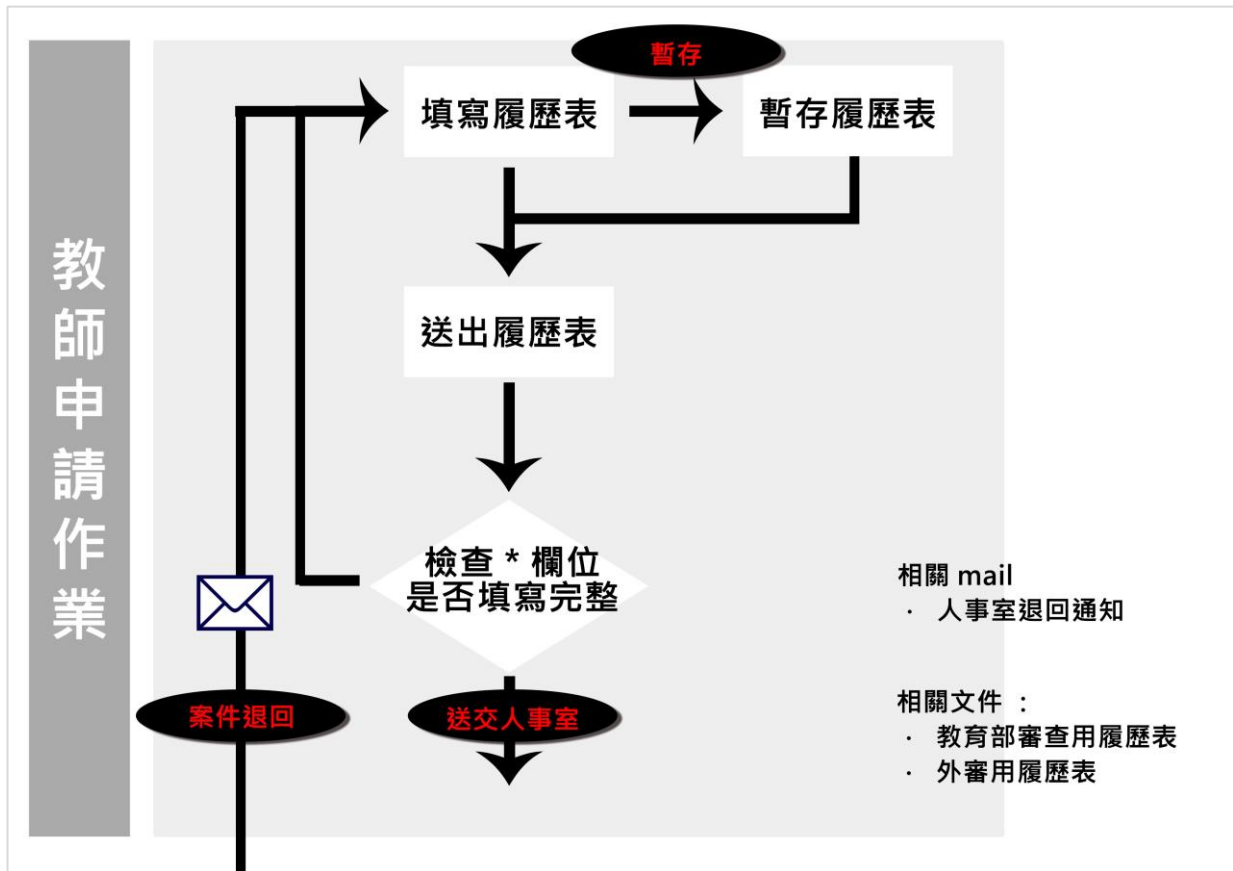 教師申請作業
暫存
填寫履歷表
暫存履歷表
送出履歷表
檢查 * 欄位
是否填寫完整
案件退回
送交人事室
相關 mail
· 人事室退回通知
相關文件 :
· 教育部審查用履歷表
· 外審用履歷表